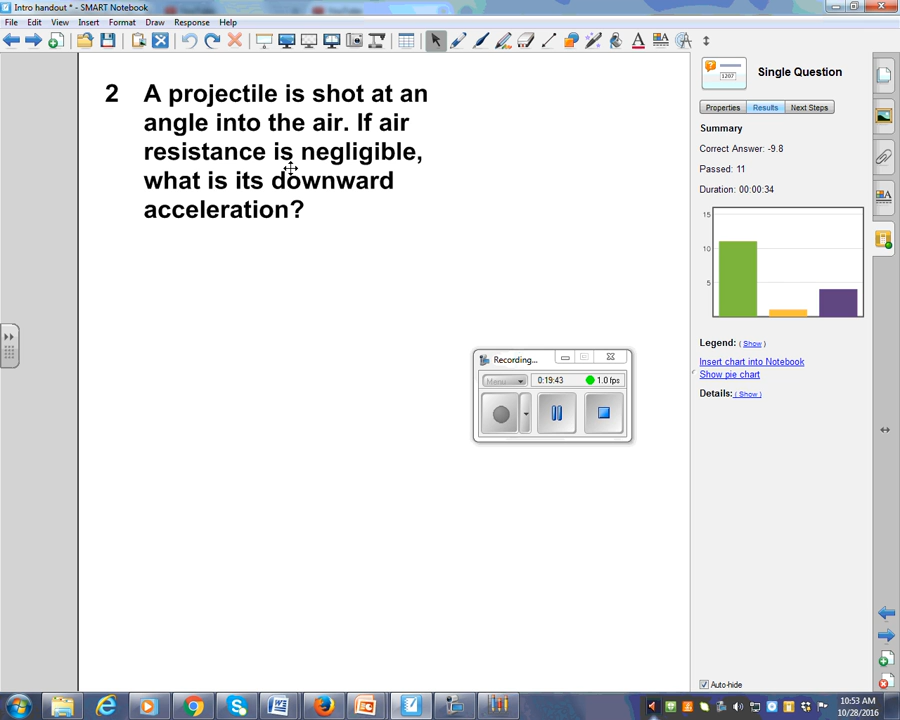 Intro handout * - SMART Notebook
YouTube
YouTube
File Edit View Insert Format Draw Response Help
2 A projectile is shot at an
angle into the air. If air
resistance is negligible,
what is its downward
acceleration?
Recording...
Menu
0:19:43
1.0 fps
1207
Single Question
Properties Results Next Steps
Summary
Correct Answer: -9.8
Passed: 11
Duration: 00:00:34
15
10
5
Legend: ( Show )
Insert chart into Notebook
Show pie chart
Details: ( Show )
Auto-hide
10:53 AM
10/28/2016